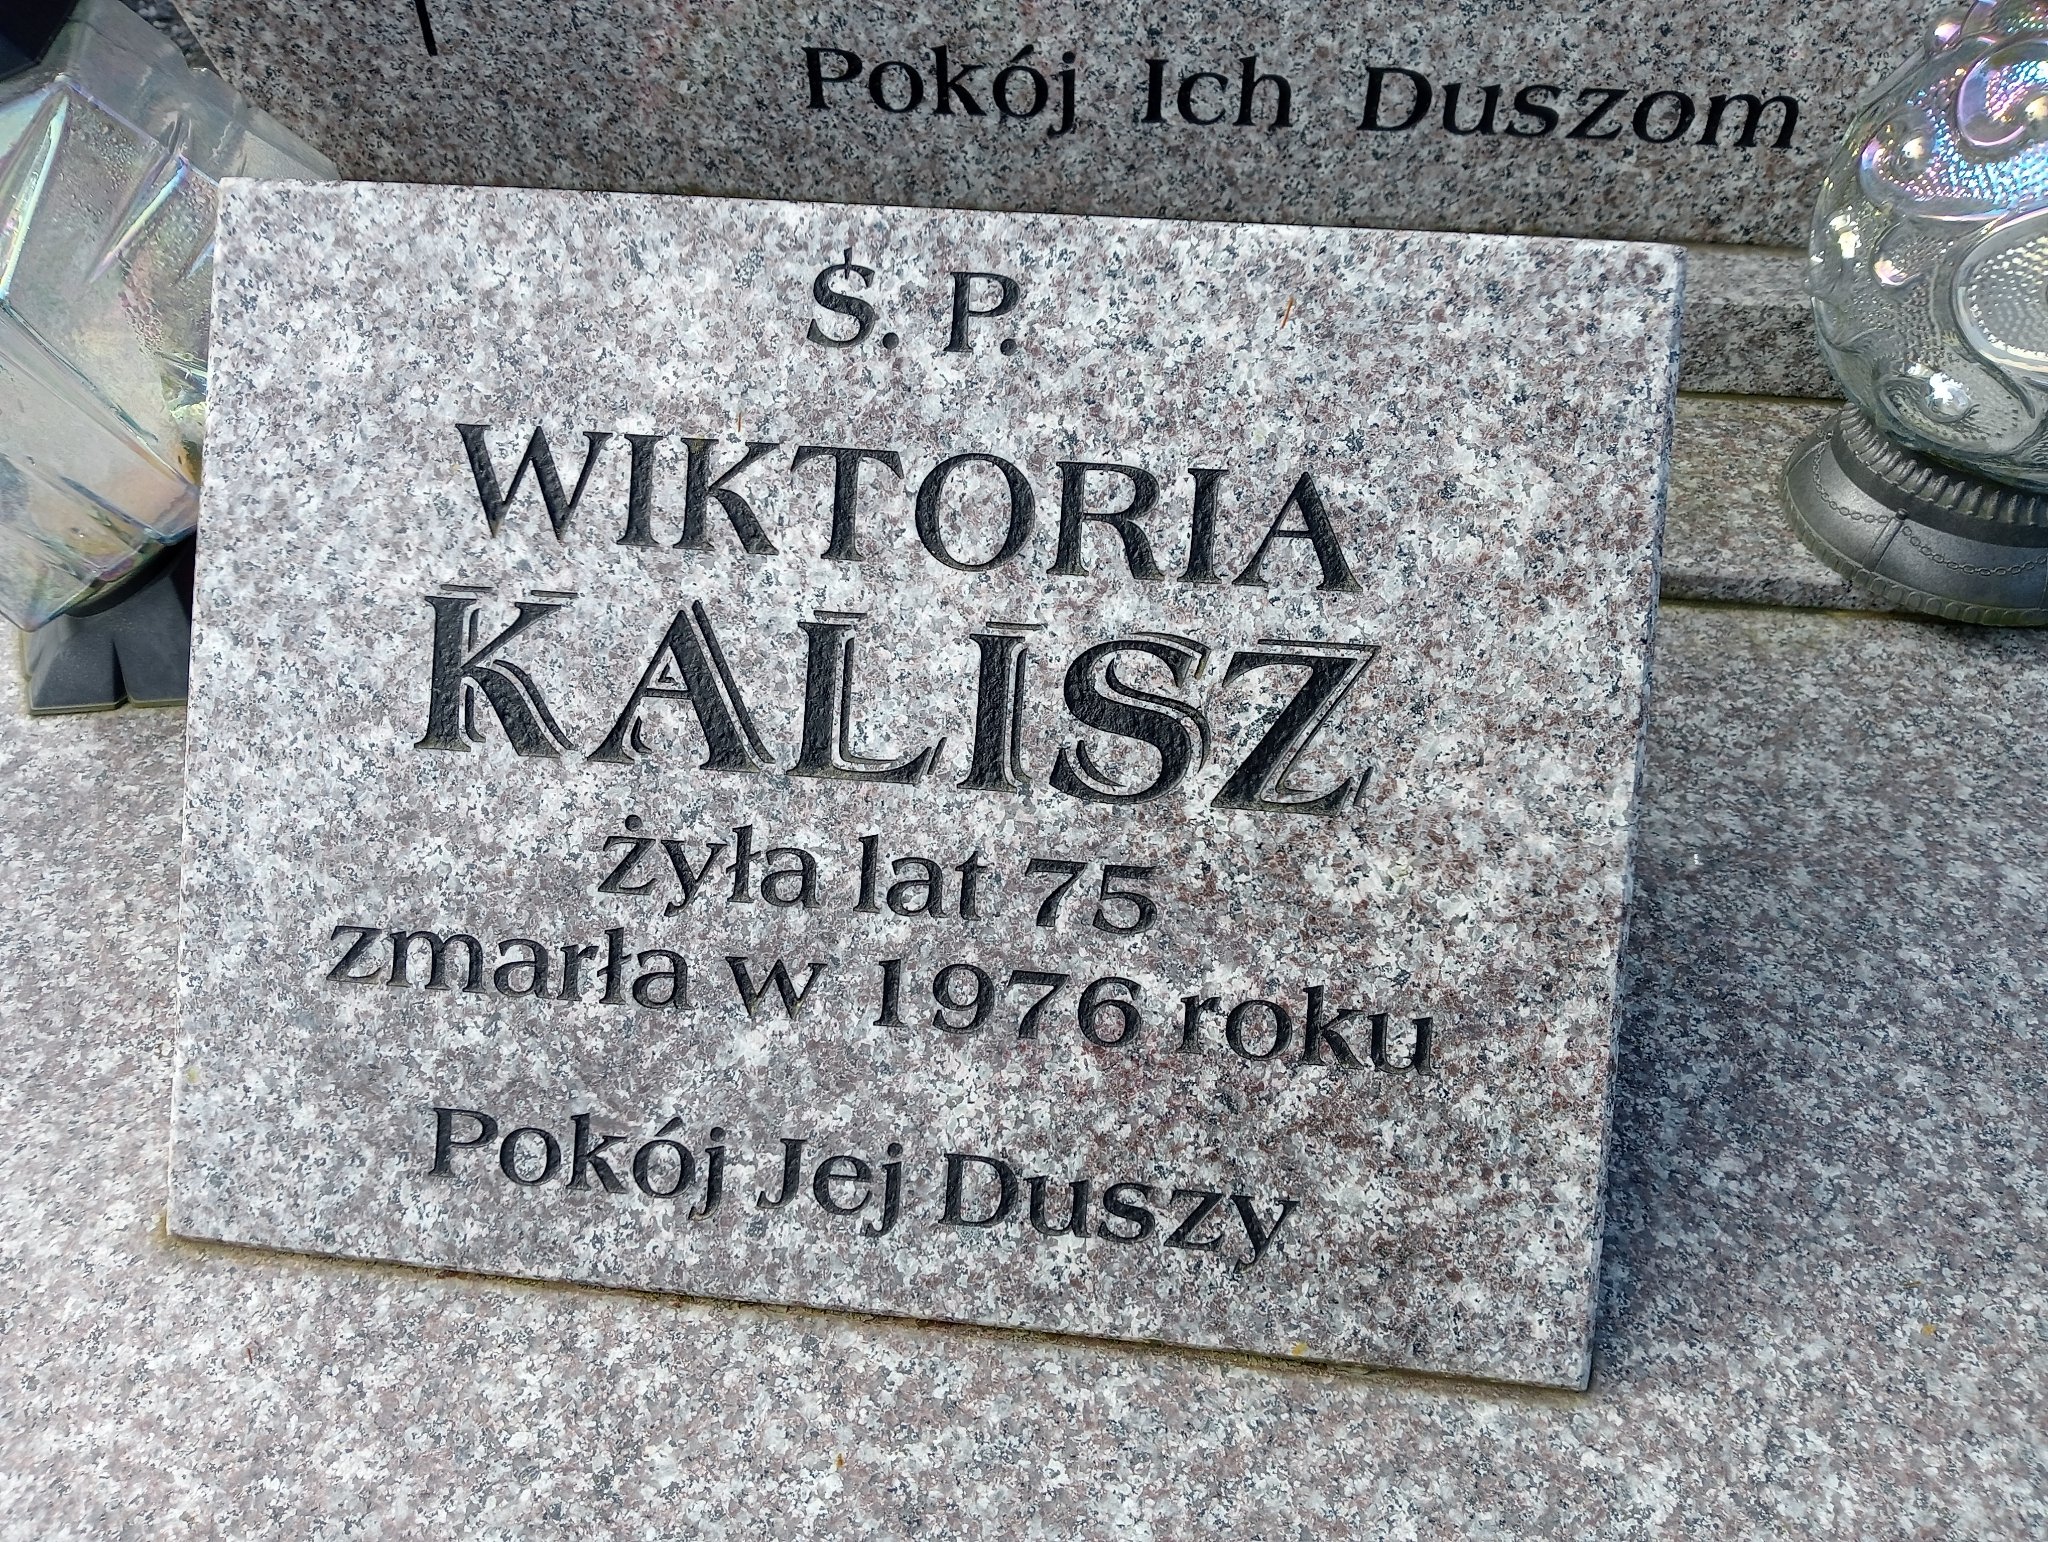 Pokój Ich Duszom
Ś. P.
WIKTORIA
KALISZ
żyła lat 75
zmarła w 1976 roku
Pokój Jej Duszy